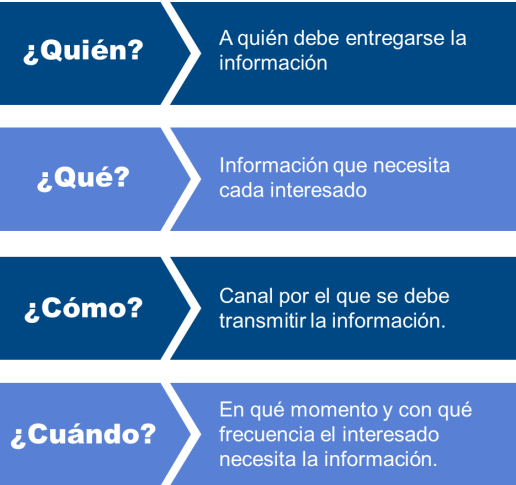 ¿Quién?
A quién debe entregarse la
información
¿Qué?
Información que necesita
cada interesado
¿Cómo?
Canal por el que se debe
transmitir la información.
¿Cuándo?
En qué momento y con qué
frecuencia el interesado
necesita la información.